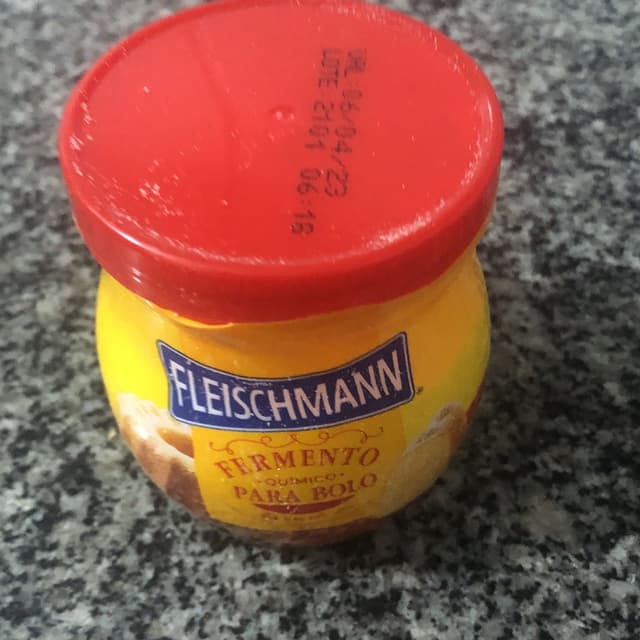 VAL 06/04/23
LOTE 2101 06:18
FLEISCHMANN
FERMENTO
QUÍMICO
PARA BOLO